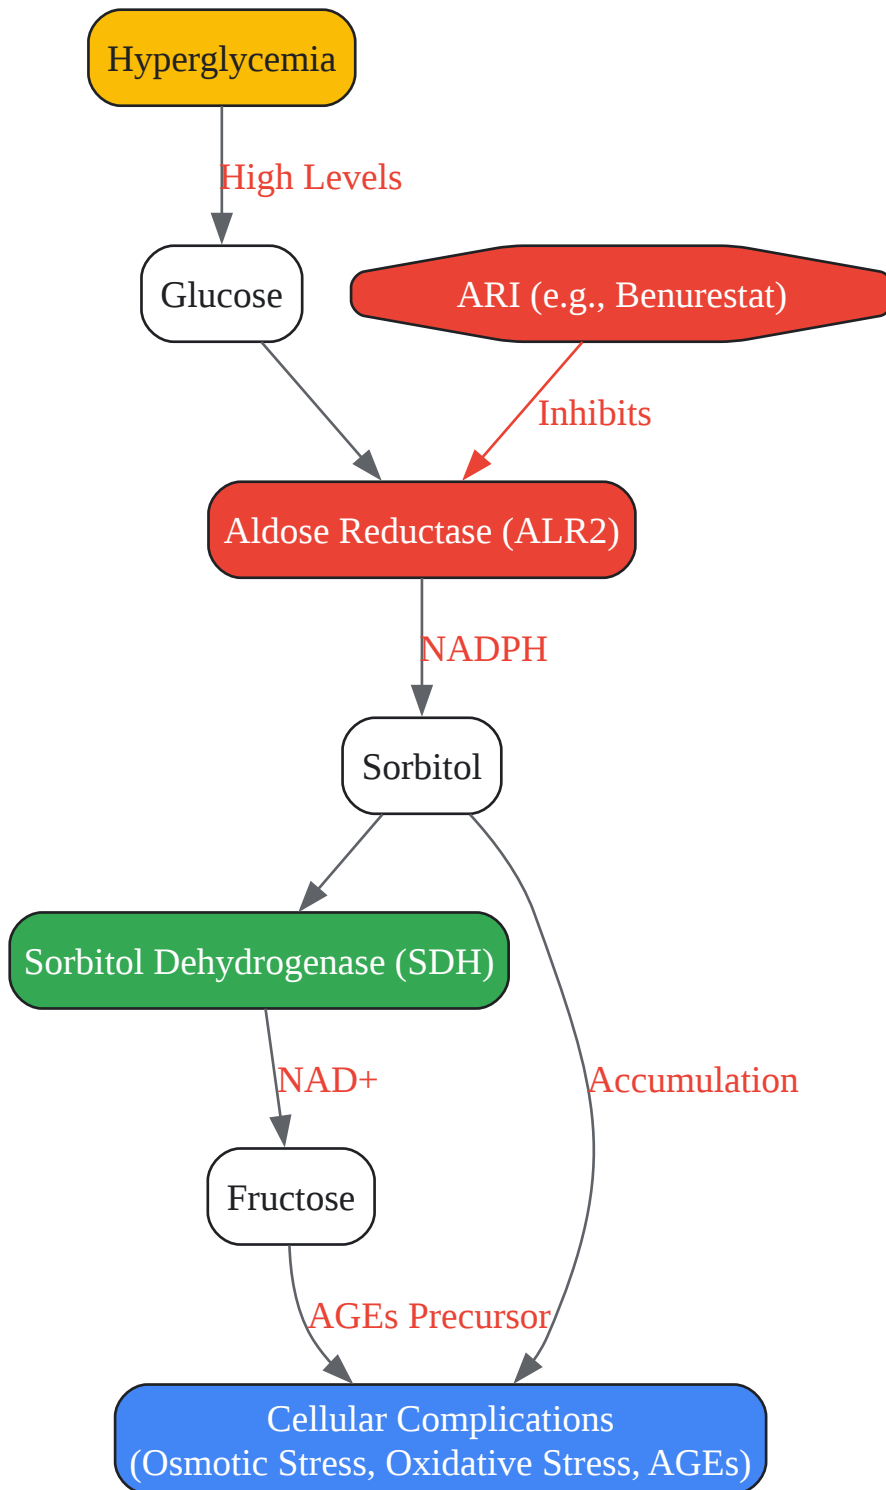 Hyperglycemia
High Levels
Glucose
ARI (e.g., Benurestat)
Inhibits
Aldose Reductase (ALR2)
NADPH
Sorbitol
Sorbitol Dehydrogenase (SDH)
NAD+
Accumulation
Fructose
AGEs Precursor
Cellular Complications
(Osmotic Stress, Oxidative Stress, AGEs)